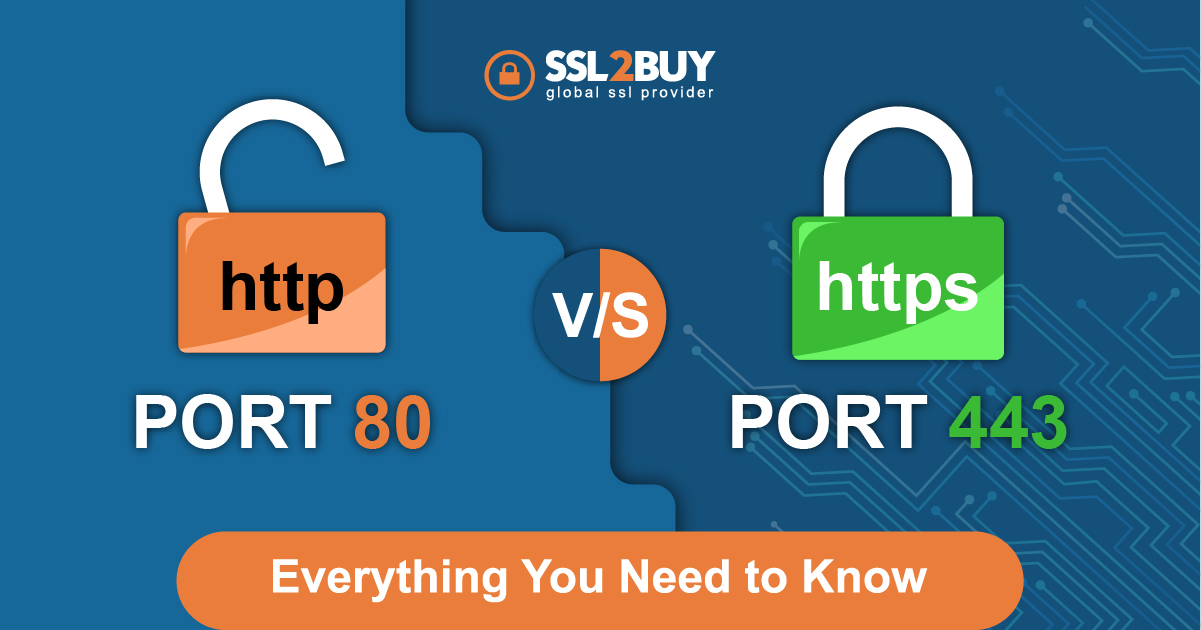 SSL2BUY
global ssl provider
http
V/S
https
PORT 80
PORT 443
Everything You Need to Know